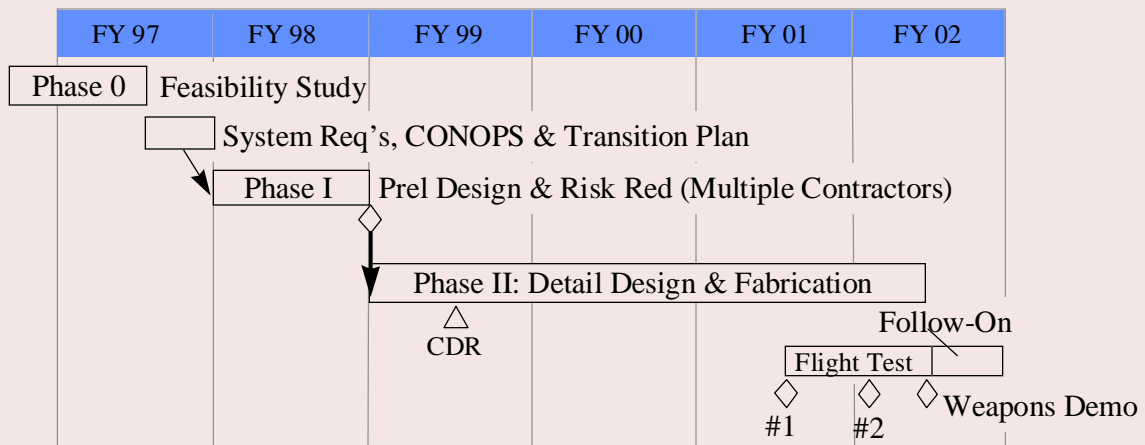 FY 97 FY 98 FY 99 FY 00 FY 01 FY 02
Phase 0 Feasibility Study
System Req's, CONOPS & Transition Plan
Phase I Prel Design & Risk Red (Multiple Contractors)
Phase II: Detail Design & Fabrication
CDR
Follow-On
Flight Test
#1 #2 Weapons Demo